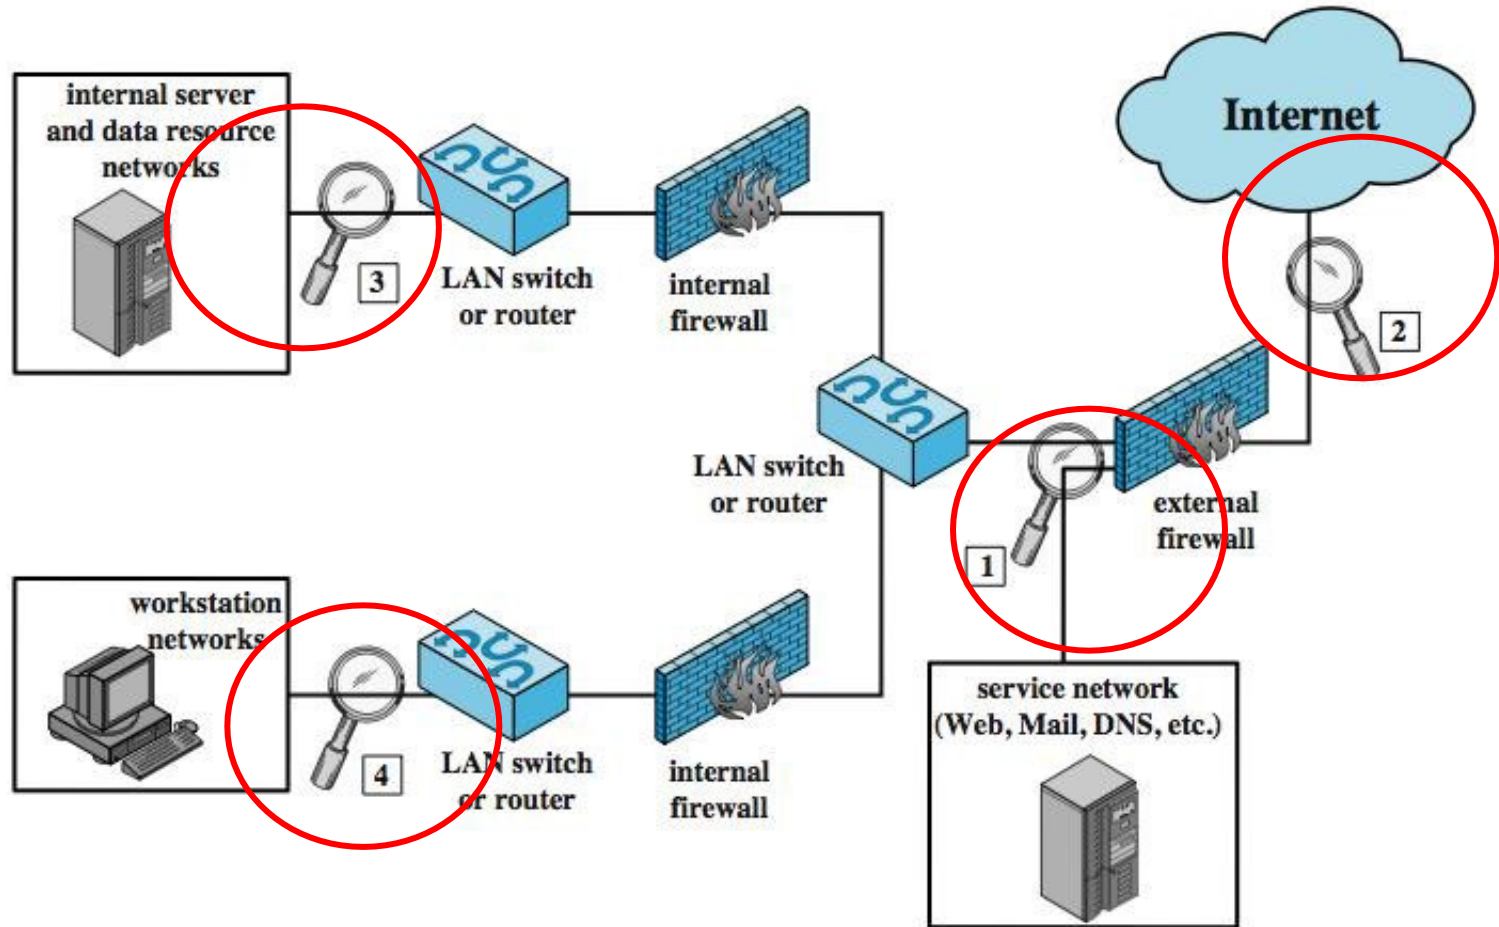 internal server
and data resource
networks
3
LAN switch
or router
internal
firewall
Internet
2
LAN switch
or router
1
external
firewall
workstation
networks
4
LAN switch
or router
internal
firewall
service network
(Web, Mail, DNS, etc.)